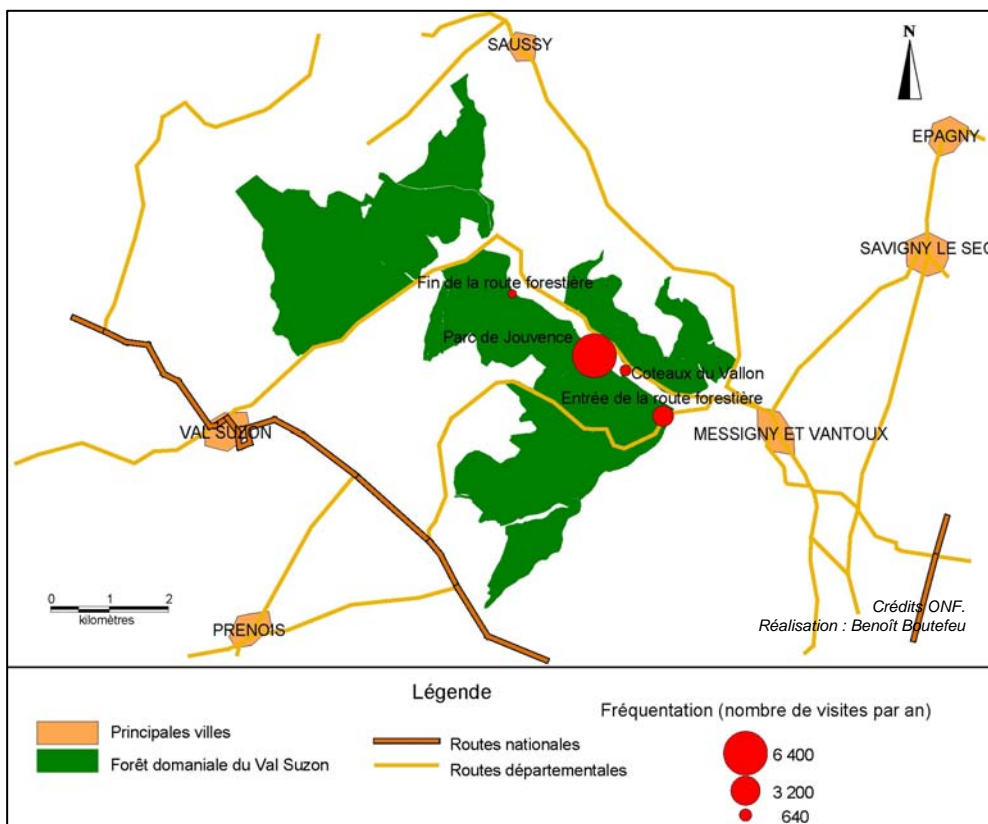 SAUSSY
N
EPAGNY
SAVIGNY LE SEC
Fin de la route forestière
Parc de Jouvence
Coteaux du Vallon
Entrée de la route forestière
VAL SUZON
MESSIGNY ET VANTOUX
0 1 2
kilomètres
PRENOIS
Crédits ONF.
Réalisation : Benoît Boutefeu
Légende
Principales villes
Forêt domaniale du Val Suzon
Routes nationales
Routes départementales
Fréquentation (nombre de visites par an)
6 400
3 200
640